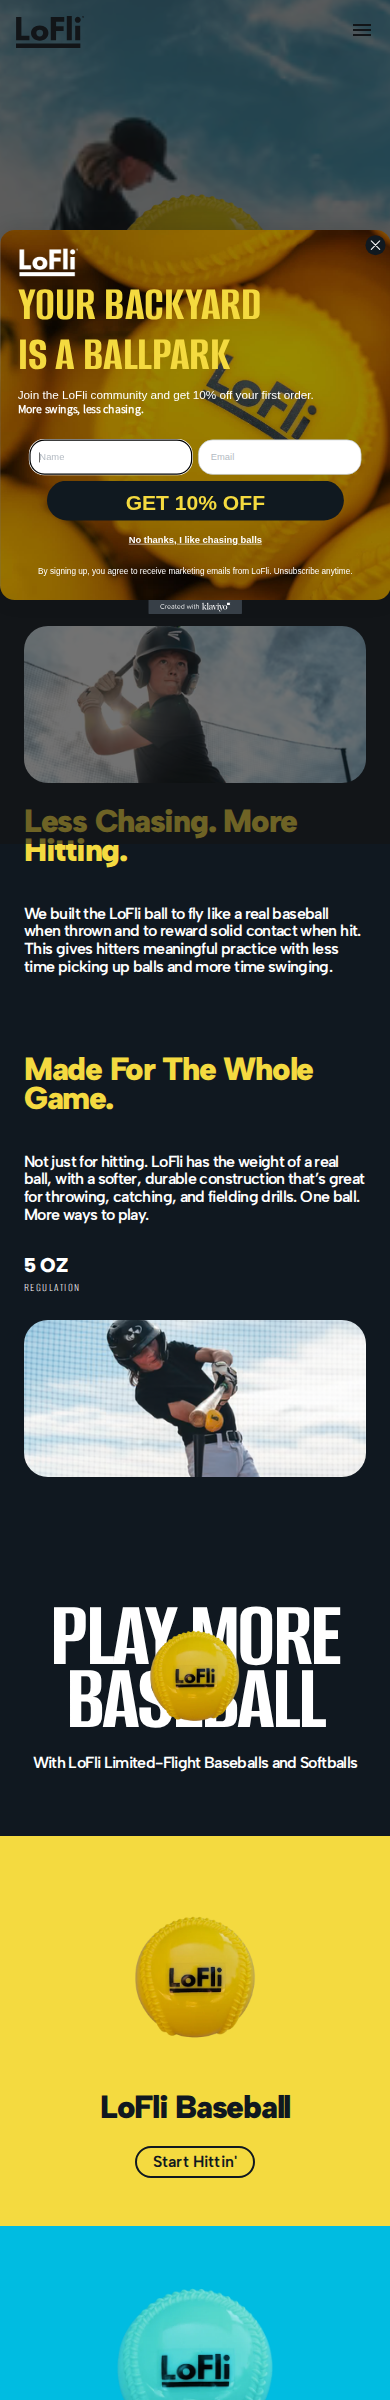 LoFli
LoFli
YOUR BACKYARD
IS A BALLPARK
LoFli
Join the LoFli community and get 10% off your first order.
More swings, less chasing.
Name
Email
GET 10% OFF
No thanks, I like chasing balls
By signing up, you agree to receive marketing emails from LoFli. Unsubscribe anytime.
Created with klaviyo
Less Chasing. More
Hitting.
We built the LoFli ball to fly like a real baseball
when thrown and to reward solid contact when hit.
This gives hitters meaningful practice with less
time picking up balls and more time swinging.
Made For The Whole
Game.
Not just for hitting. LoFli has the weight of a real
ball, with a softer, durable construction that's great
for throwing, catching, and fielding drills. One ball.
More ways to play.
5 OZ
REGULATION
PLAY MORE
BASEBALL
LoFli
With LoFli Limited-Flight Baseballs and Softballs
LoFli
LoFli Baseball
Start Hittin'
LoFli